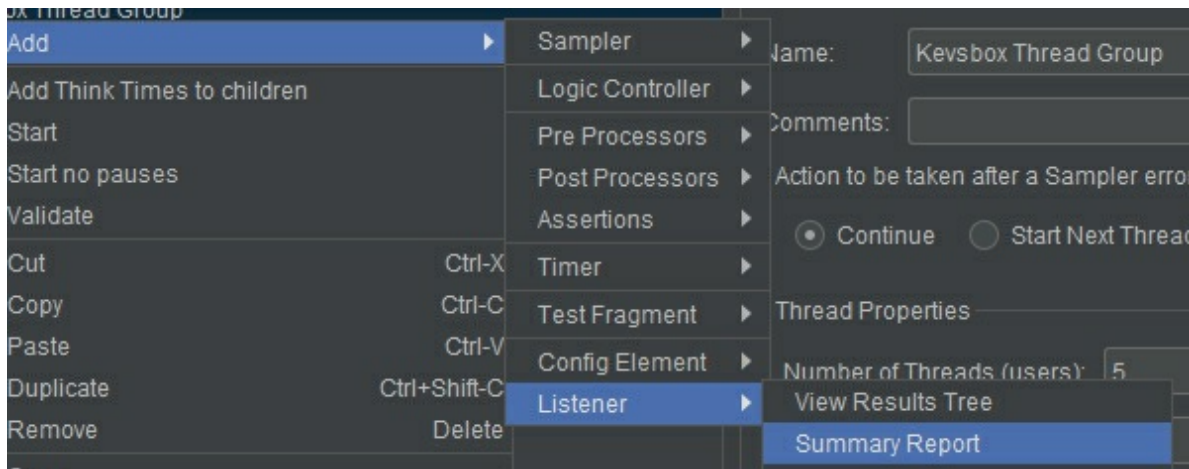 ox Thread Group
Add
Add Think Times to children
Start
Start no pauses
Validate
Cut Ctrl-X
Copy Ctrl-C
Paste Ctrl-V
Duplicate Ctrl+Shift-C
Remove Delete
Sampler
Logic Controller
Pre Processors
Post Processors
Assertions
Timer
Test Fragment
Config Element
Listener
View Results Tree
Summary Report
Name: Kevsbox Thread Group
Comments:
Action to be taken after a Sampler erro
Continue Start Next Threa
Thread Properties
Number of Threads (users): 5